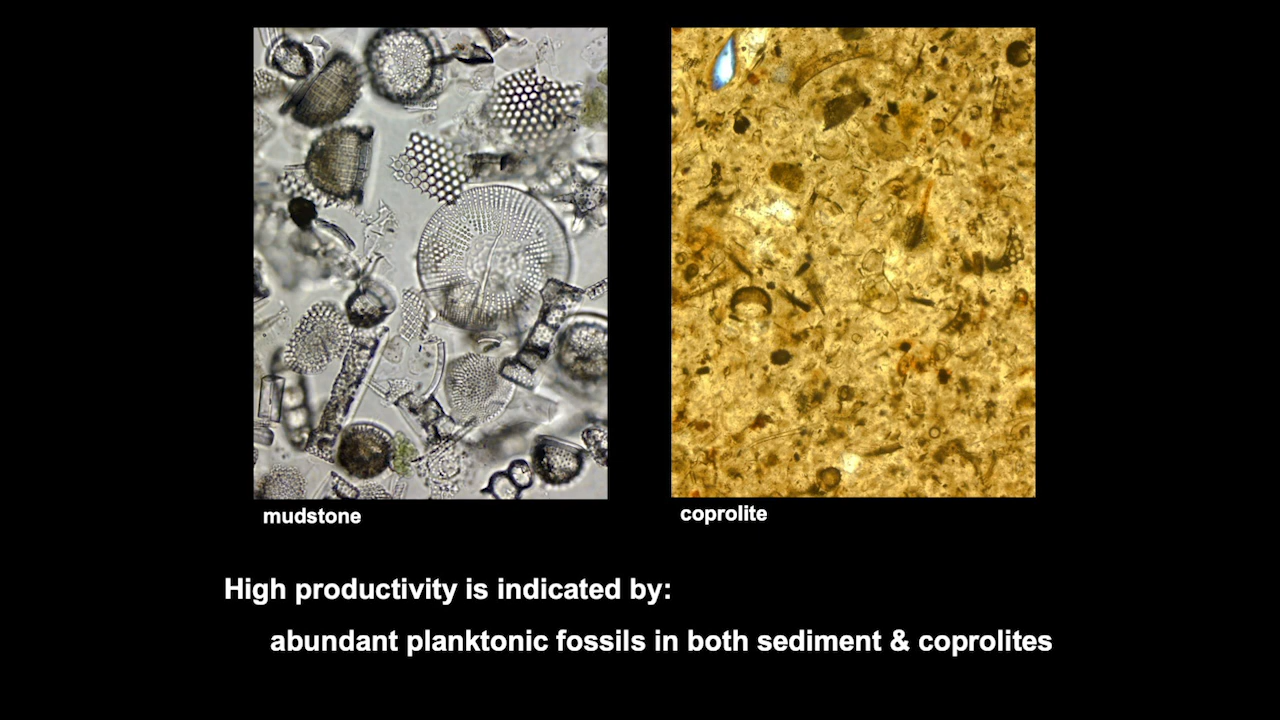 mudstone
coprolite
High productivity is indicated by:
abundant planktonic fossils in both sediment & coprolites